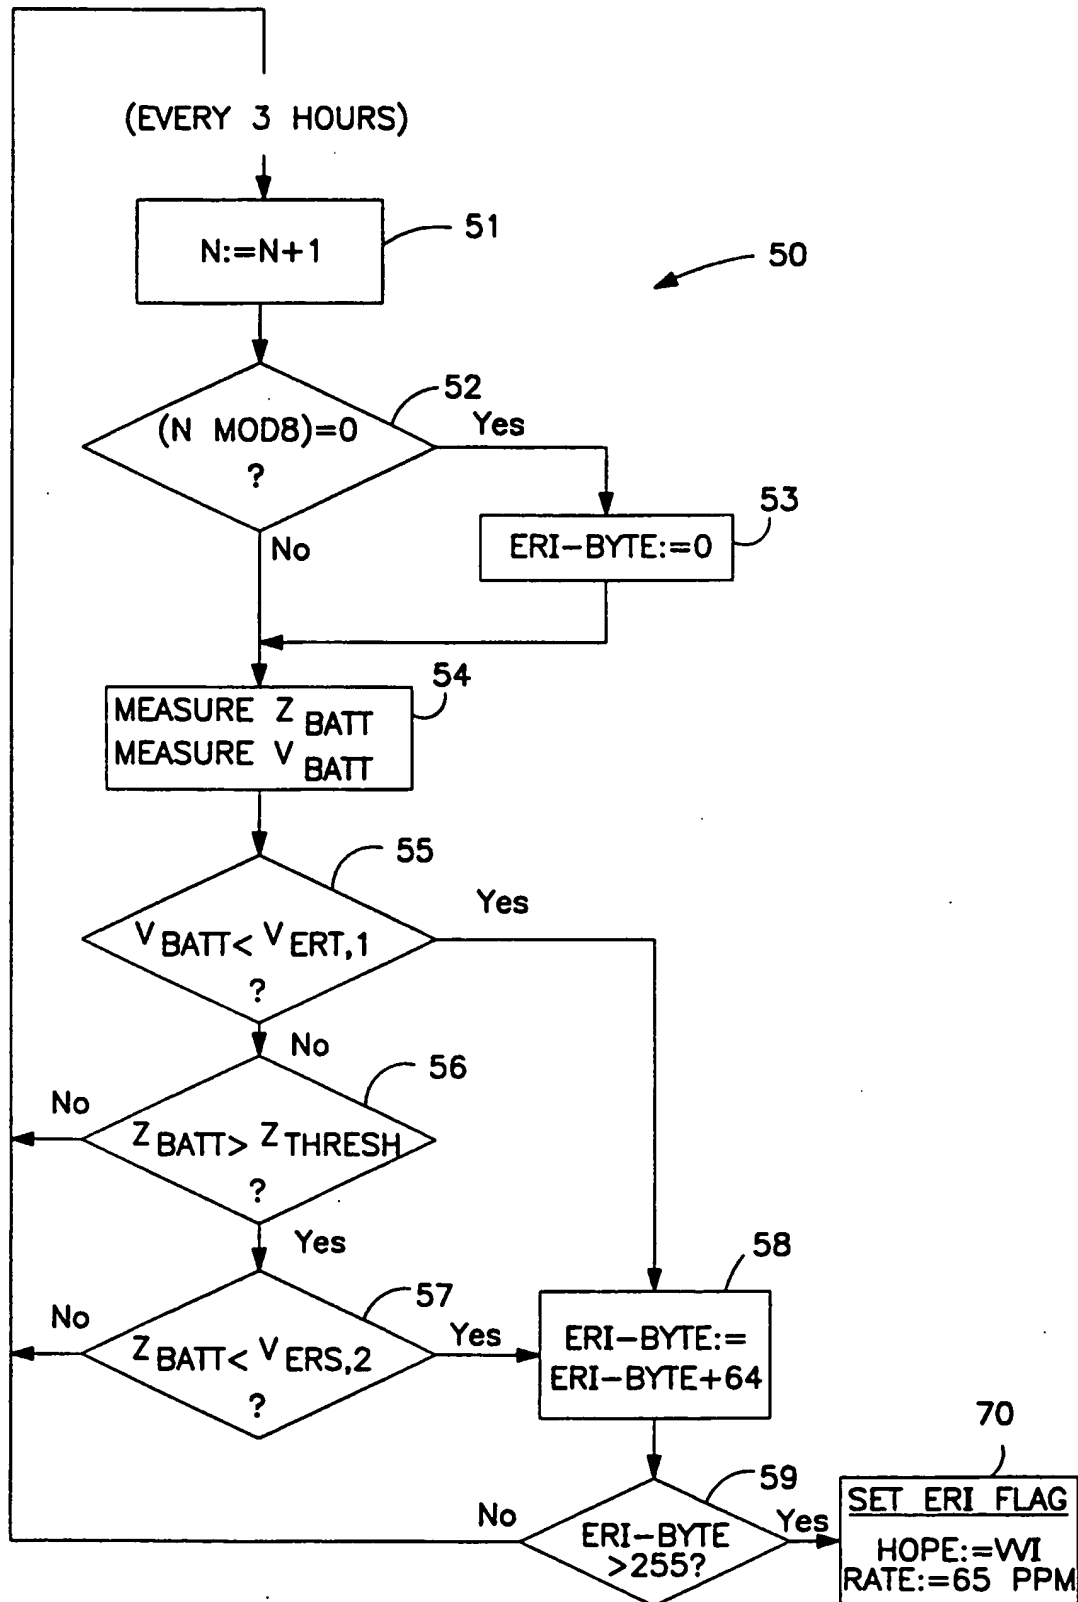 (EVERY 3 HOURS)
51
N:=N+1
50
52
(N MOD8)=0
?
Yes
53
ERI-BYTE:=0
No
54
MEASURE Z BATT
MEASURE V BATT
55
Yes
V BATT< V ERT,1
?
No
56
No
Z BATT> Z THRESH
?
Yes
58
57
No
Z BATT< V ERS,2
?
Yes
ERI-BYTE:=
ERI-BYTE+64
70
59
No
ERI-BYTE
>255?
Yes
SET ERI FLAG
HOPE:=VVI
RATE:=65 PPM